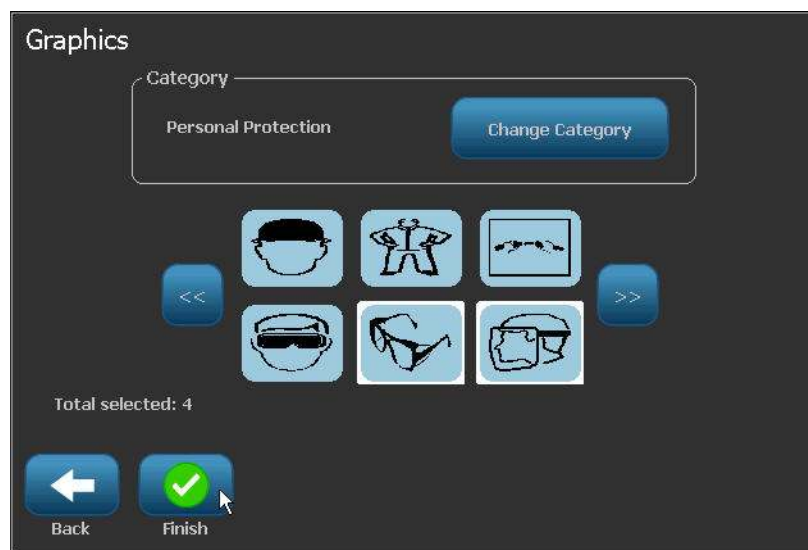 Graphics
Category
Personal Protection
Change Category
<<
>>
Total selected: 4
Back
Finish